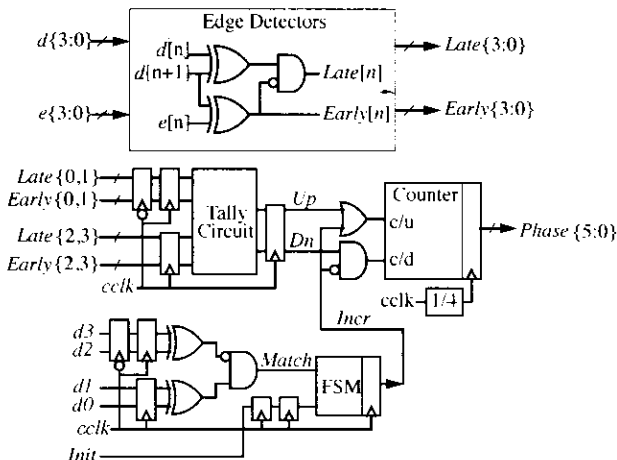 Edge Detectors
d{3:0}
d[n]
d[n+1]
Late[n]
Late{3:0}
e{3:0}
e[n]
Early[n]
Early{3:0}
Late{0,1}
Early{0,1}
Late{2,3}
Early{2,3}
cclk
Tally
Circuit
Up
Dn
Counter
c/u
c/d
Phase{5:0}
cclk
1/4
Incr
d3
d2
Match
FSM
d1
d0
cclk
Init